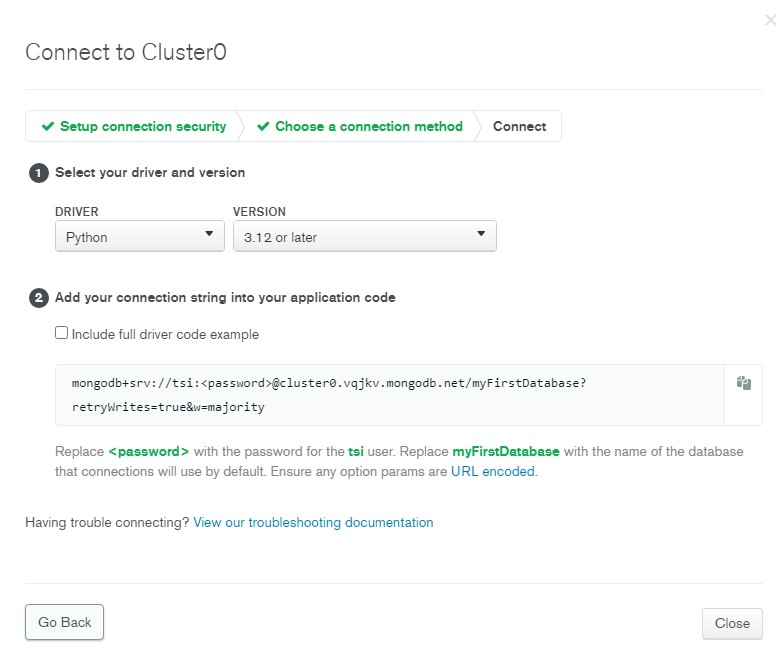 Connect to Cluster0
Setup connection security
Choose a connection method
Connect
1 Select your driver and version
DRIVER
VERSION
Python
3.12 or later
2 Add your connection string into your application code
Include full driver code example
mongodb+srv://tsi:<password>@cluster0.vqjkv.mongodb.net/myFirstDatabase?
retryWrites=true&w=majority
Replace <password> with the password for the tsi user. Replace myFirstDatabase with the name of the database
that connections will use by default. Ensure any option params are URL encoded.
Having trouble connecting? View our troubleshooting documentation
Go Back
Close